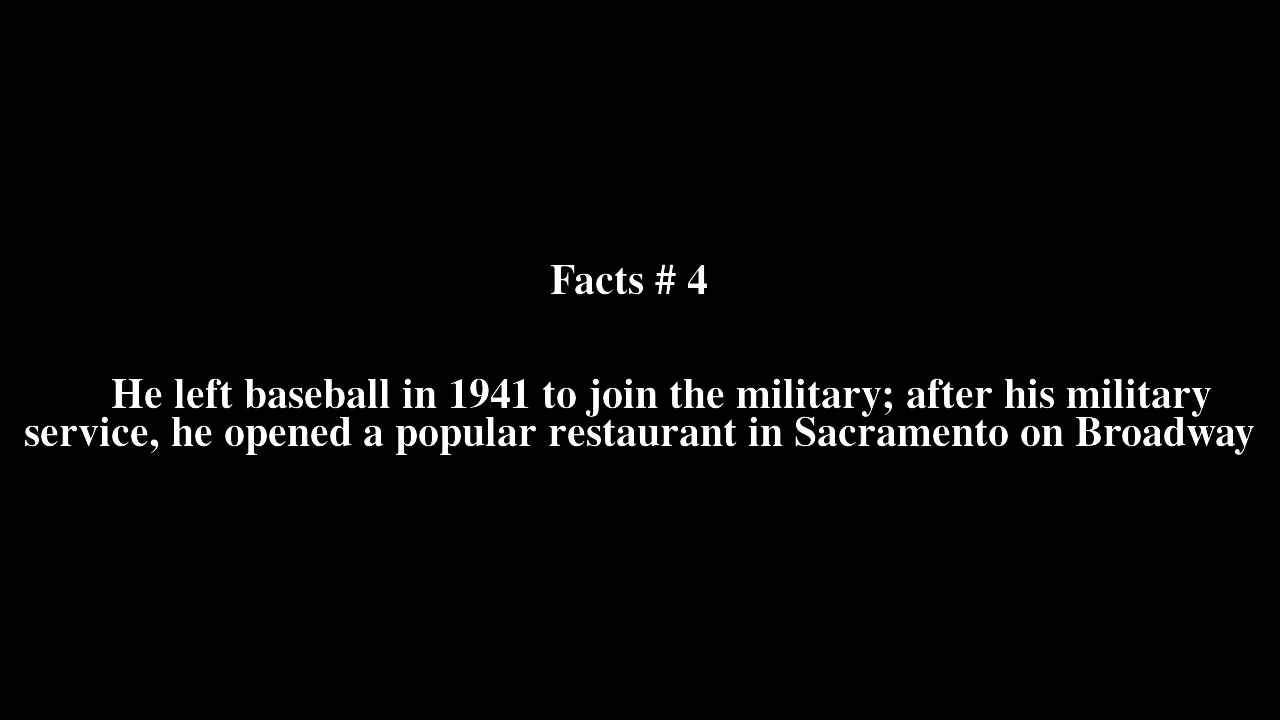 Facts # 4
He left baseball in 1941 to join the military; after his military
service, he opened a popular restaurant in Sacramento on Broadway